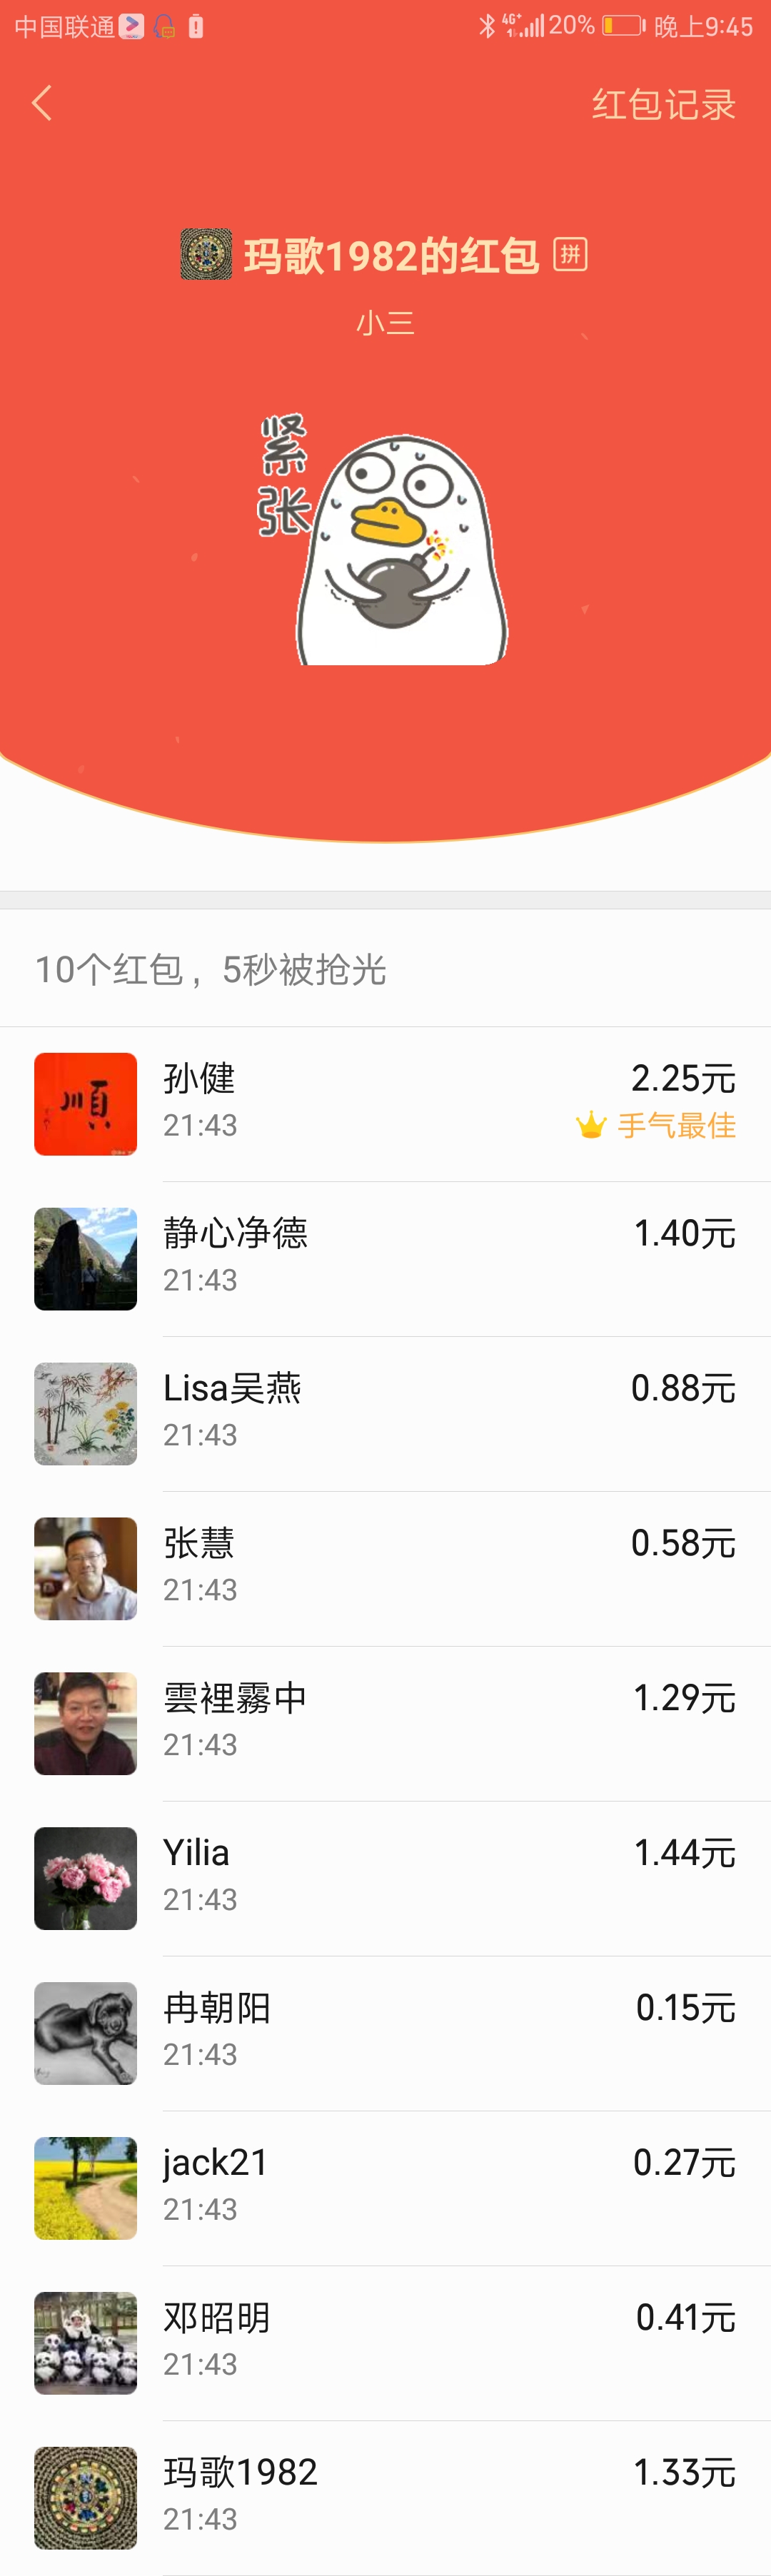 中国联通 4G+ 20% 晚上9:45
红包记录
玛歌1982的红包 拼
小三
紧张
10个红包，5秒被抢光
孙健 2.25元
21:43 手气最佳
静心净德 1.40元
21:43
Lisa吴燕 0.88元
21:43
张慧 0.58元
21:43
雲裡霧中 1.29元
21:43
Yilia 1.44元
21:43
冉朝阳 0.15元
21:43
jack21 0.27元
21:43
邓昭明 0.41元
21:43
玛歌1982 1.33元
21:43
順